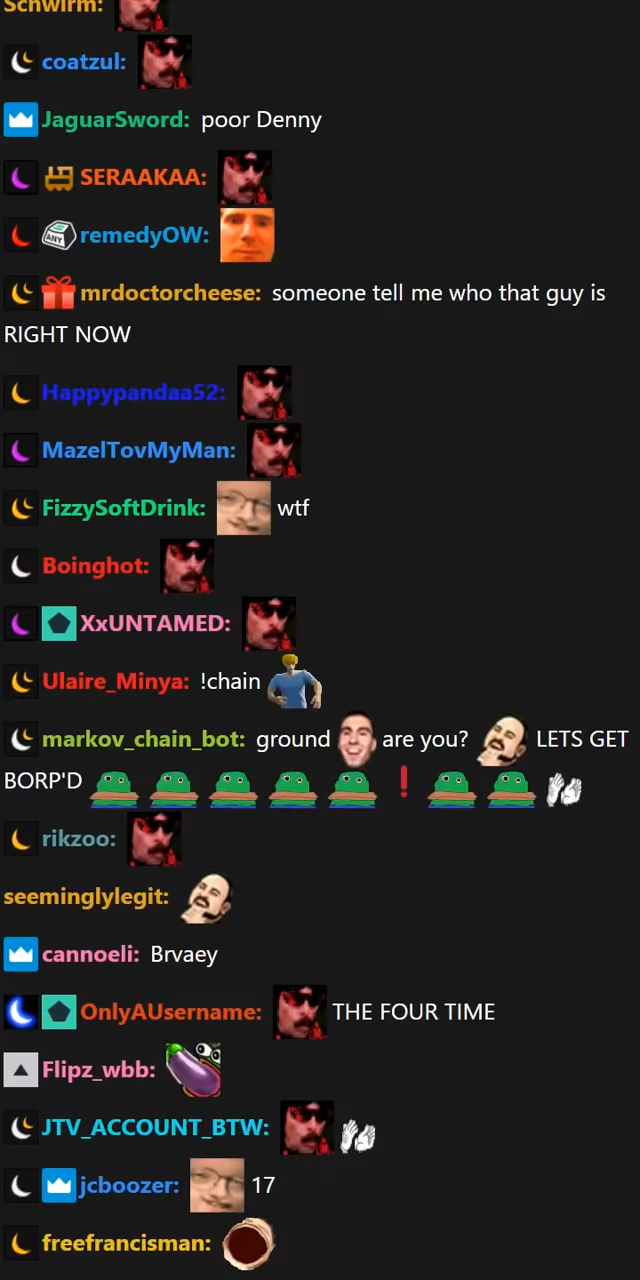 Schwirm:
coatzul:
JaguarSword: poor Denny
SERAAKAA:
ANY remedyOW:
mrdoctorcheese: someone tell me who that guy is
RIGHT NOW
Happypandaa52:
MazelTovMyMan:
FizzySoftDrink: wtf
Boinghot:
XxUNTAMED:
Ulaire_Minya: !chain
markov_chain_bot: ground are you? LETS GET
BORP'D ❗
rikzoo:
seeminglylegit:
cannoeli: Brvaey
OnlyAUsername: THE FOUR TIME
Flipz_wbb:
JTV_ACCOUNT_BTW:
jcboozer: 17
freefrancisman: